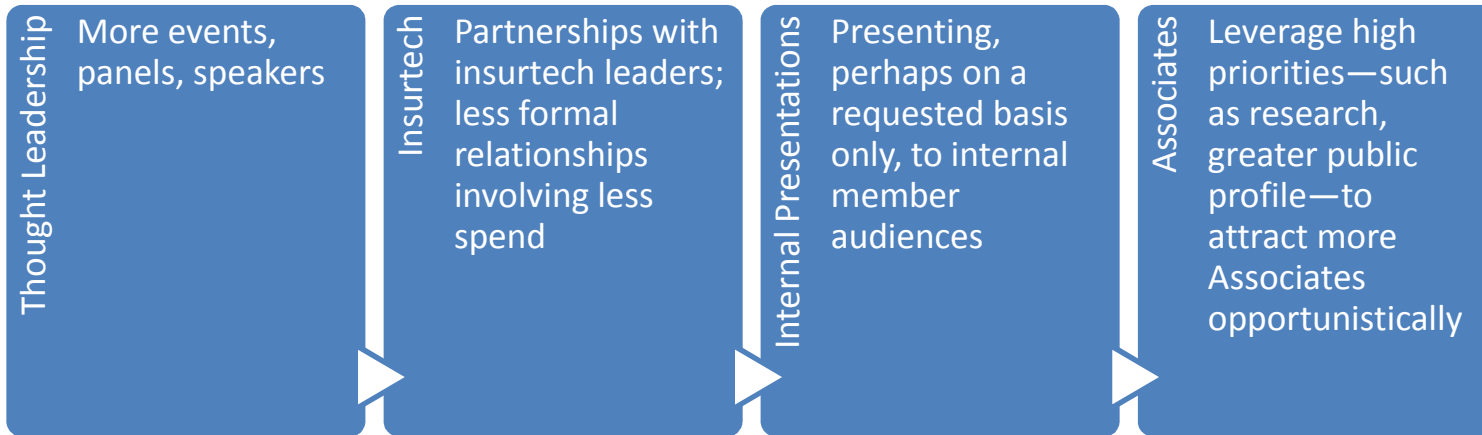 Thought Leadership
More events,
panels, speakers
Insurtech
Partnerships with
insurtech leaders;
less formal
relationships
involving less
spend
Internal Presentations
Presenting,
perhaps on a
requested basis
only, to internal
member
audiences
Associates
Leverage high
priorities—such
as research,
greater public
profile—to
attract more
Associates
opportunistically